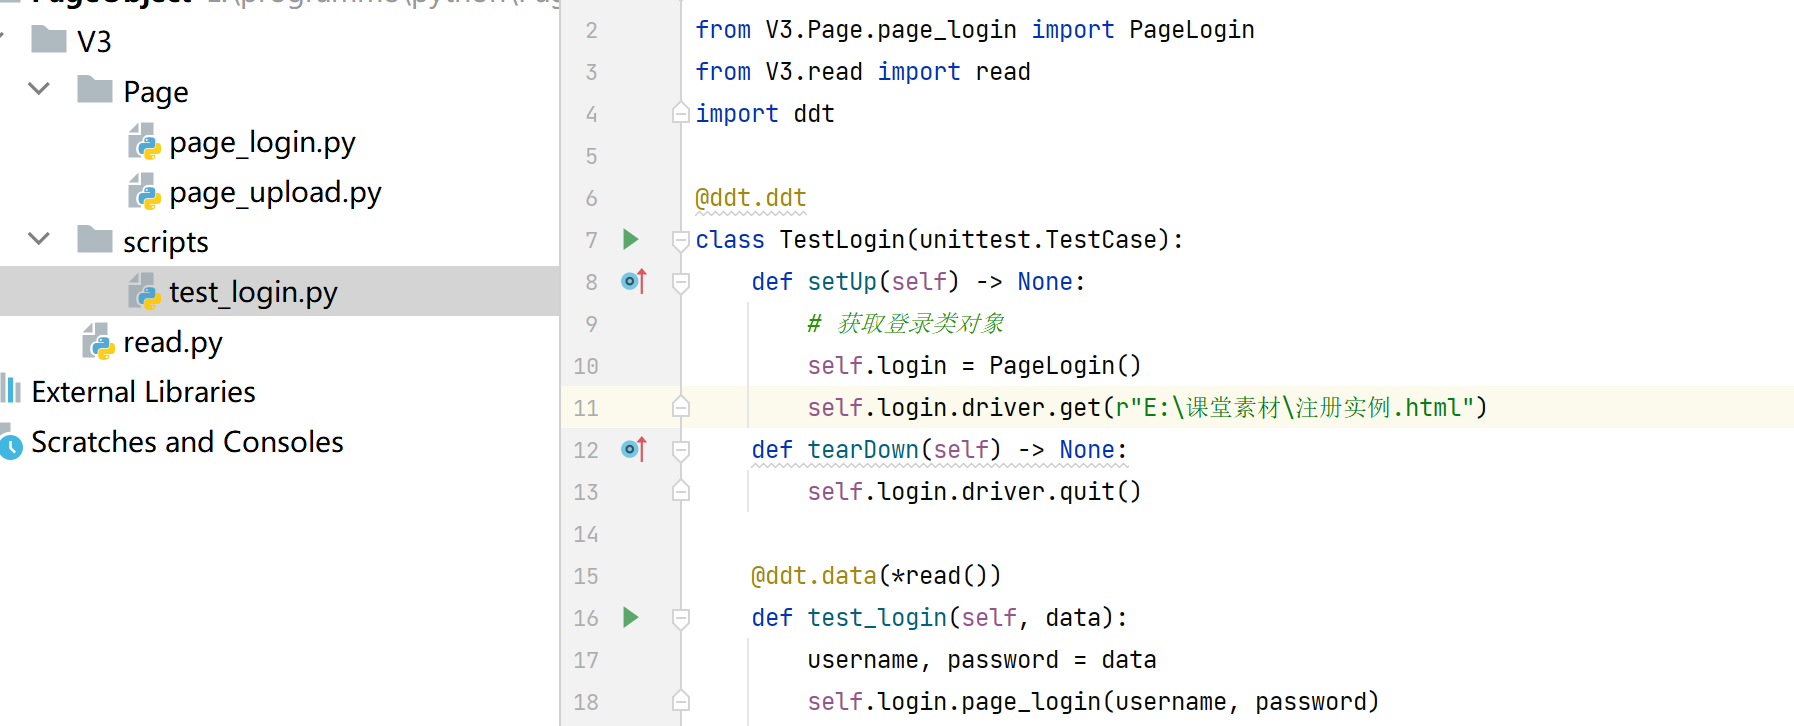 V3
Page
page_login.py
page_upload.py
scripts
test_login.py
read.py
External Libraries
Scratches and Consoles
2 from V3.Page.page_login import PageLogin
3 from V3.read import read
4 import ddt
5
6 @ddt.ddt
7 class TestLogin(unittest.TestCase):
8 def setUp(self) -> None:
9 # 获取登录类对象
10 self.login = PageLogin()
11 self.login.driver.get(r"E:\课堂素材\注册实例.html")
12 def tearDown(self) -> None:
13 self.login.driver.quit()
14
15 @ddt.data(*read())
16 def test_login(self, data):
17 username, password = data
18 self.login.page_login(username, password)